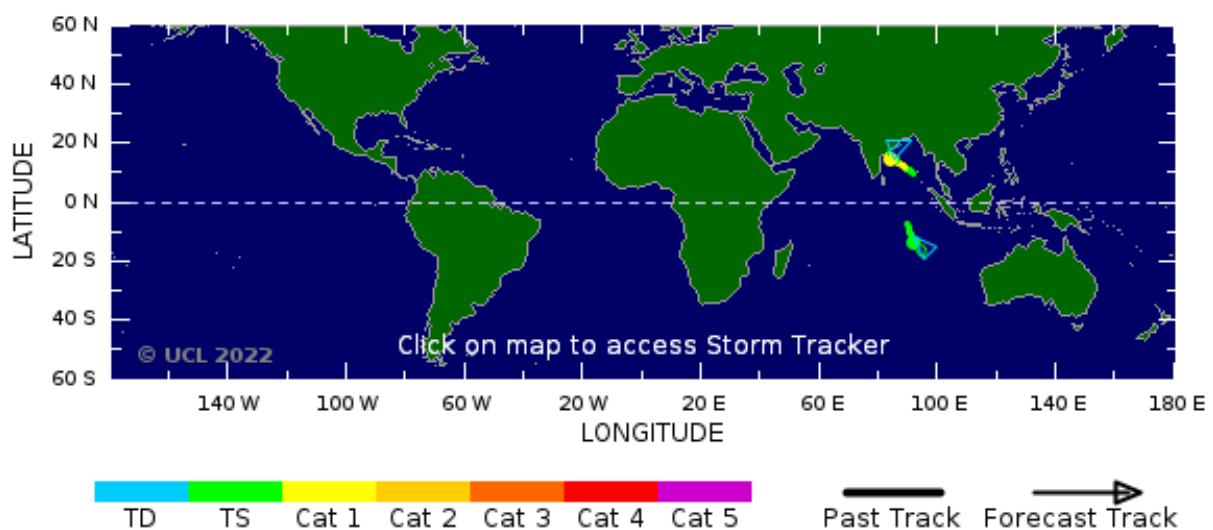 60 N
40 N
20 N
0 N
20 S
40 S
60 S
LATITUDE
© UCL 2022
Click on map to access Storm Tracker
140 W 100 W 60 W 20 W 20 E 60 E 100 E 140 E 180 E
LONGITUDE
TD TS Cat 1 Cat 2 Cat 3 Cat 4 Cat 5 Past Track Forecast Track